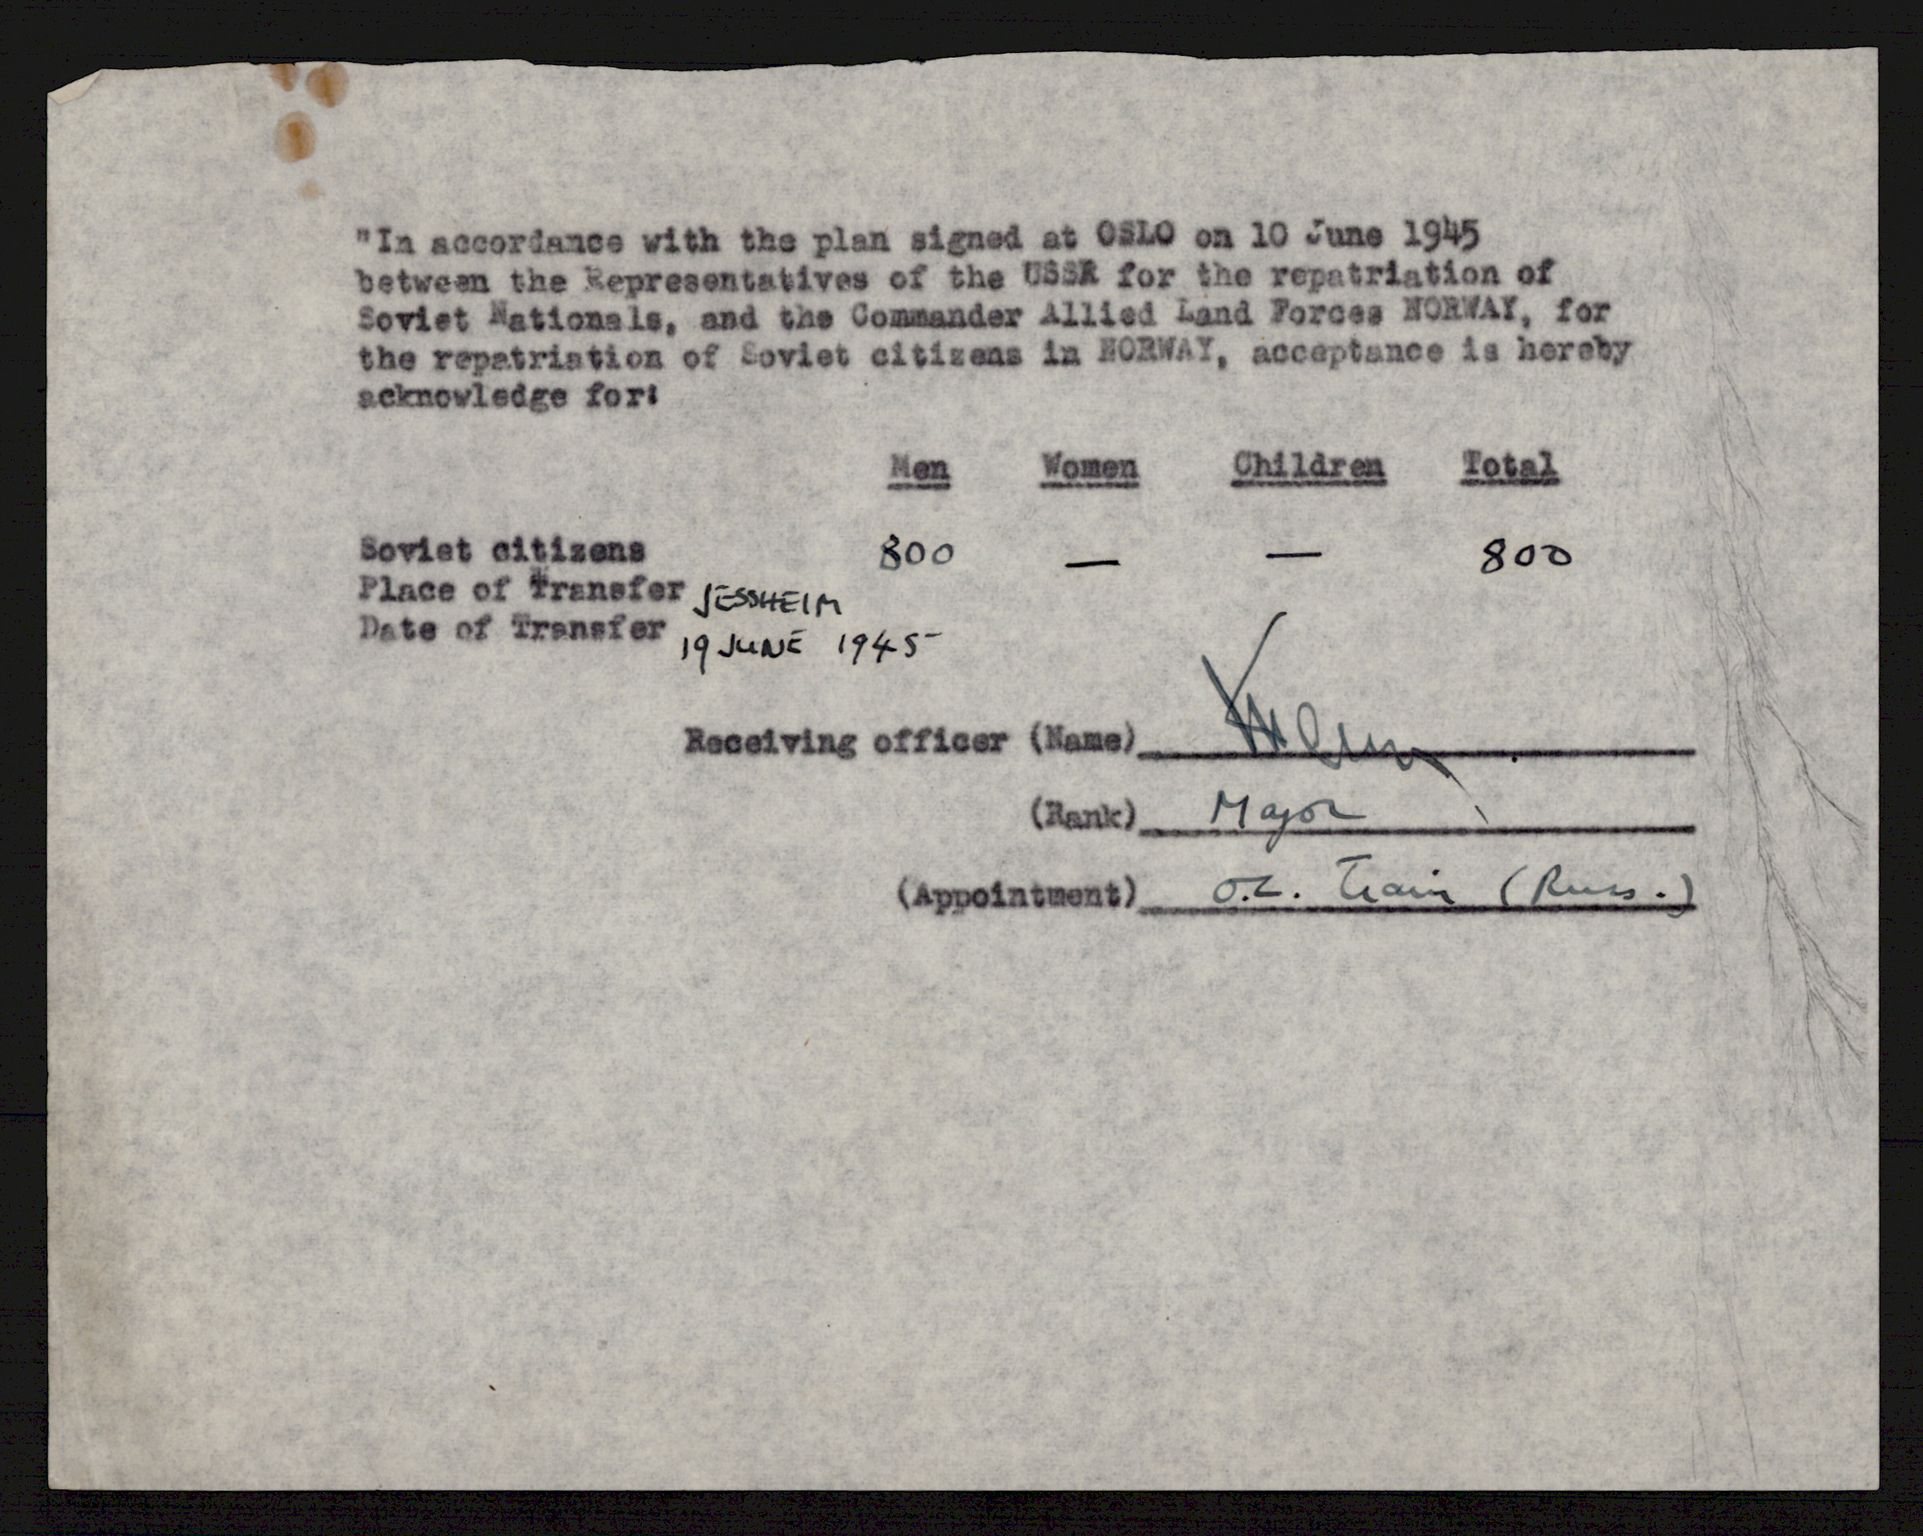 "In accordance with the plan signed at OSLO on 10 June 1945
between the Representatives of the USSR for the repatriation of
Soviet Nationals, and the Commander Allied Land Forces NORWAY, for
the repatriation of Soviet citizens in NORWAY, acceptance is hereby
acknowledge for:
Men Women Children Total
Soviet citizens 800 — — 800
Place of Transfer JESSHEIM
Date of Transfer 19 JUNE 1945
Receiving officer (Name)
(Rank) Major
(Appointment) O.C. Train (Russ.)